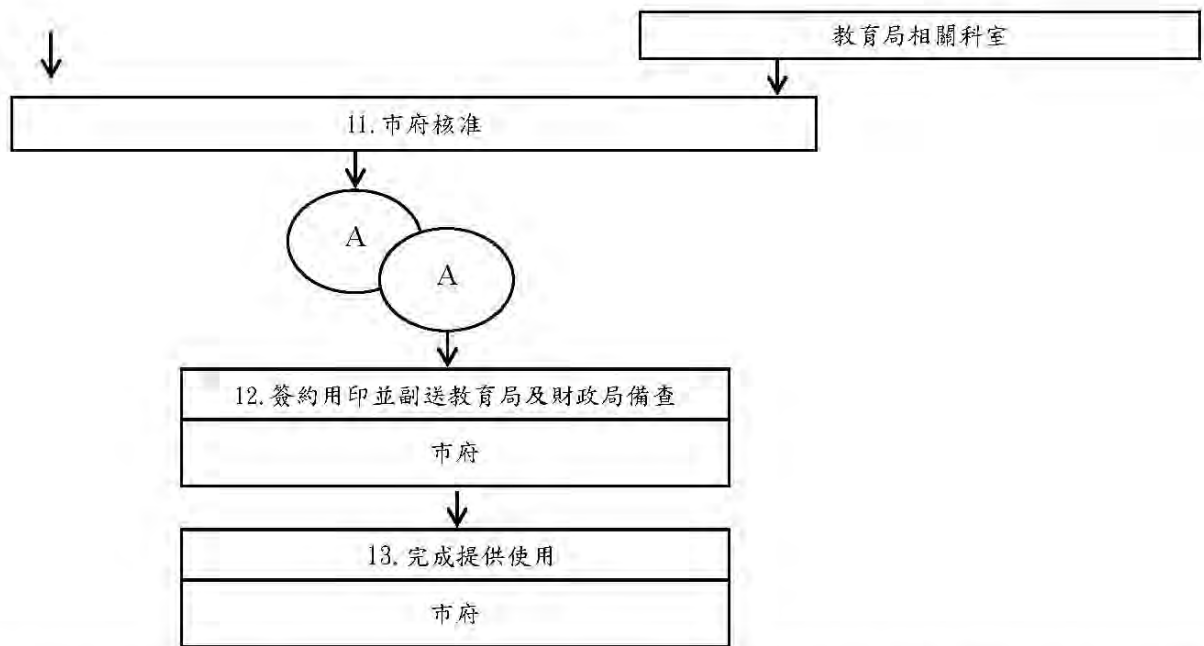 教育局相關科室
11.市府核准
A
A
12.簽約用印並副送教育局及財政局備查
市府
13.完成提供使用
市府